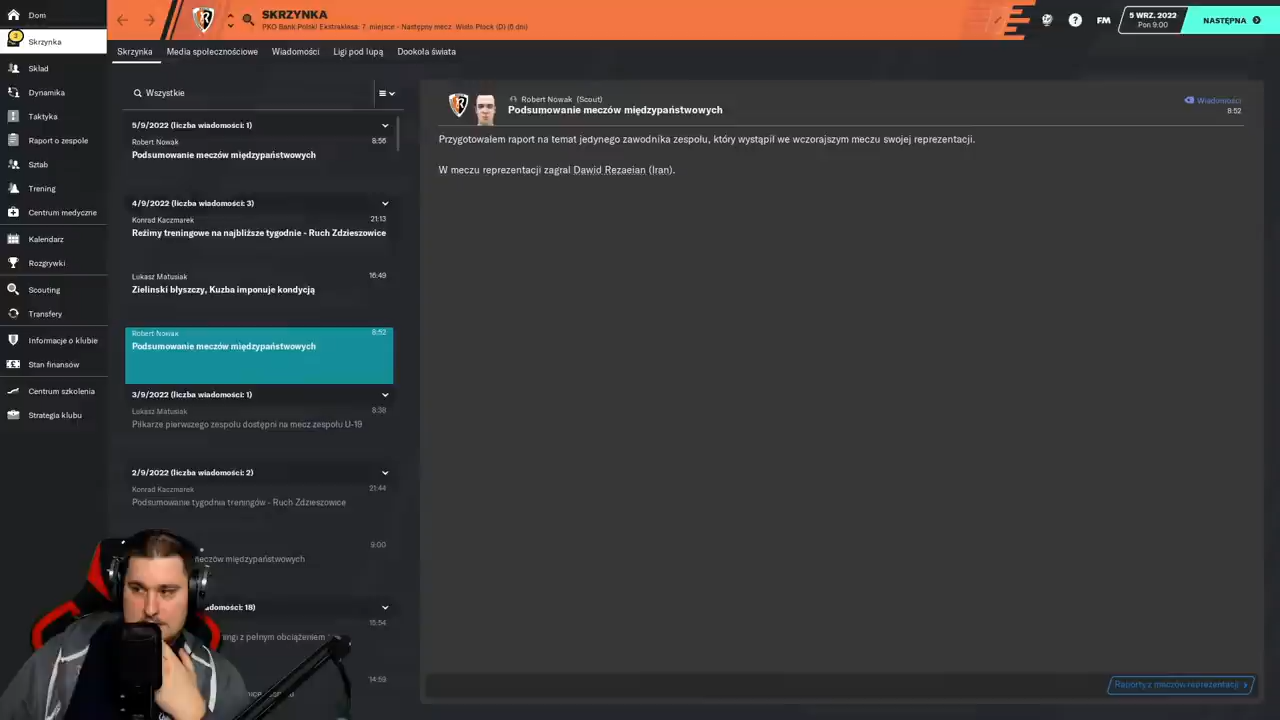 Dom
3
Skrzynka
Skład
Dynamika
Taktyka
Raport o zespole
Sztab
Trening
Centrum medyczne
Kalendarz
Rozgrywki
Scouting
Transfery
Informacje o klubie
Stan finansów
Centrum szkolenia
Strategia klubu
SKRZYNKA
PKO Bank Polski Ekstraklasa: 7. miejsce - Następny mecz: Wisła Płock (D) (6 dni)
FM
5 WRZ. 2022
Pon 9:00
NASTĘPNA
Skrzynka
Media społecznościowe
Wiadomości
Ligi pod lupą
Dookoła świata
Wszystkie
5/9/2022 (liczba wiadomości: 1)
Robert Nowak 8:56
Podsumowanie meczów międzypaństwowych
4/9/2022 (liczba wiadomości: 3)
Konrad Kaczmarek 21:13
Reżimy treningowe na najbliższe tygodnie - Ruch Zdzieszowice
Łukasz Matusiak 16:49
Zieliński błyszczy, Kuzba imponuje kondycją
Robert Nowak 8:52
Podsumowanie meczów międzypaństwowych
3/9/2022 (liczba wiadomości: 1)
Łukasz Matusiak 8:38
Piłkarze pierwszego zespołu dostępni na mecz zespołu U-19
2/9/2022 (liczba wiadomości: 2)
Konrad Kaczmarek 21:44
Podsumowanie tygodnia treningów - Ruch Zdzieszowice
9:00
meczów międzypaństwowych
adomości: 18)
15:54
ingi z pełnym obciążeniem
14:59
Robert Nowak (Scout)
Podsumowanie meczów międzypaństwowych
Wiadomości
8:52
Przygotowałem raport na temat jedynego zawodnika zespołu, który wystąpił we wczorajszym meczu swojej reprezentacji.
W meczu reprezentacji zagrał Dawid Rezaeian (Iran).
Raporty z meczów reprezentacji